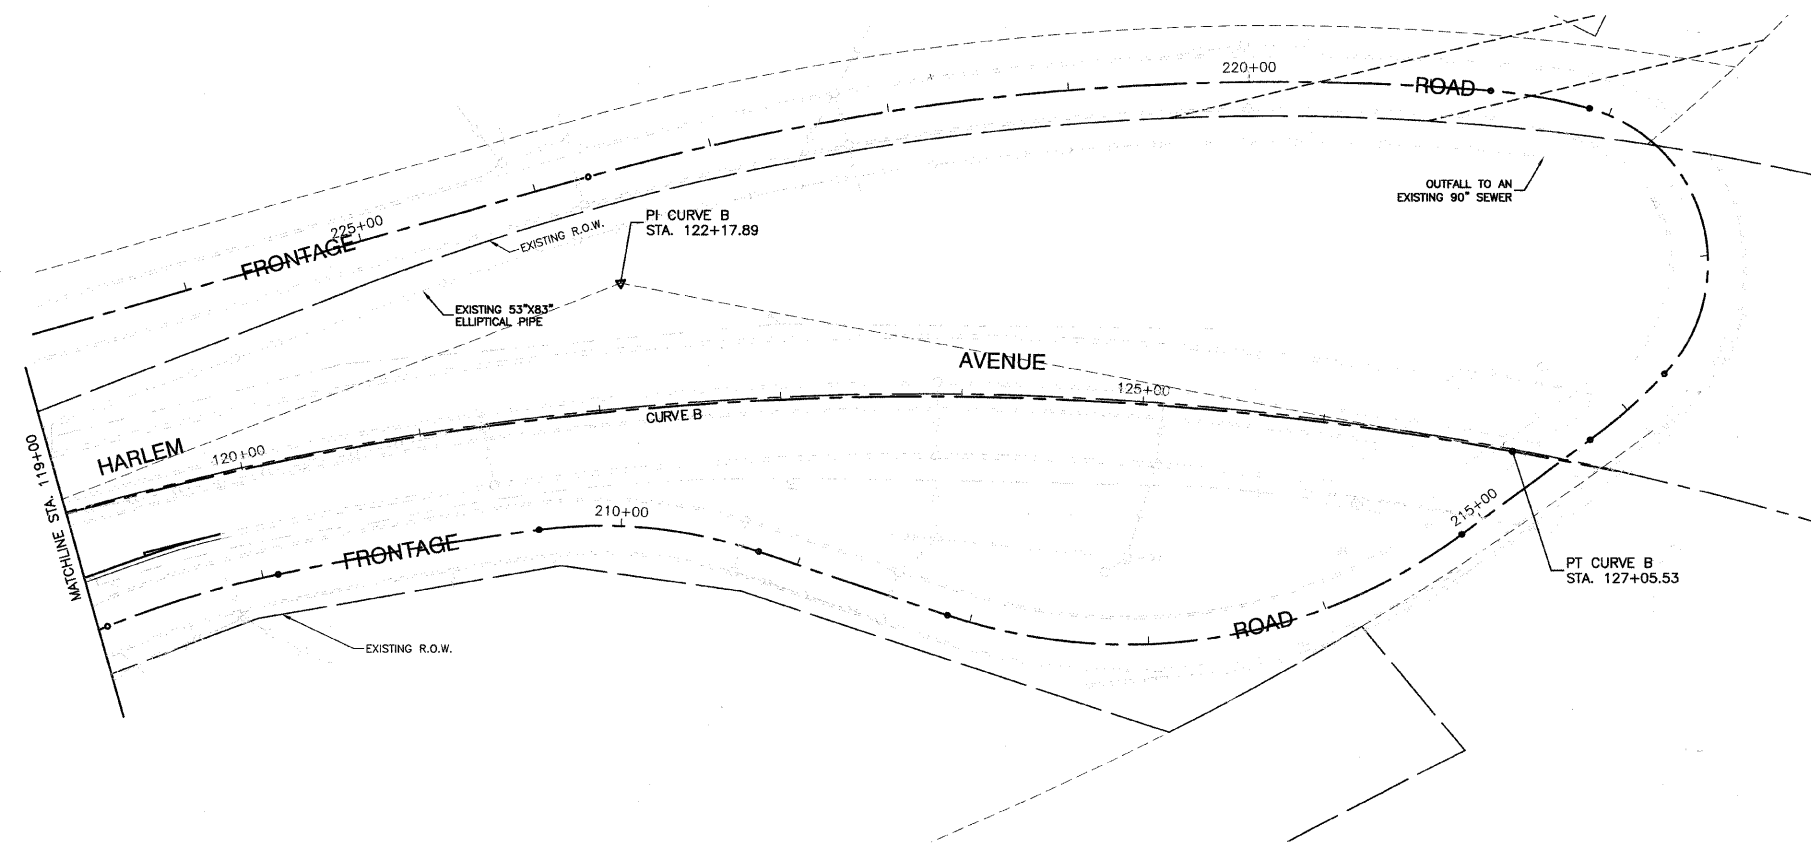 220+00
ROAD
OUTFALL TO AN
EXISTING 90" SEWER
225+00
FRONTAGE
PI CURVE B
STA. 122+17.89
EXISTING R.O.W.
EXISTING 53"X83"
ELLIPTICAL PIPE
AVENUE
125+00
CURVE B
HARLEM
120+00
MATCHLINE STA. 119+00
210+00
FRONTAGE
215+00
PT CURVE B
STA. 127+05.53
ROAD
EXISTING R.O.W.